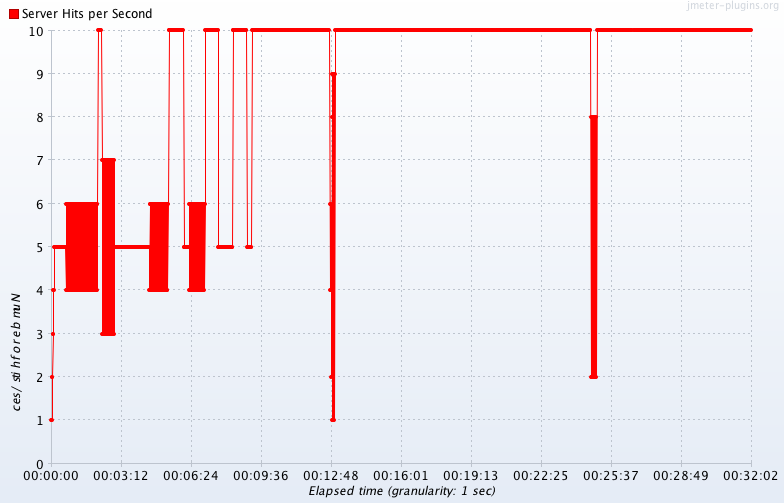 jmeter-plugins.org
Server Hits per Second
10
9
8
7
6
5
4
3
2
1
0
Number of hits /sec
00:00:00 00:03:12 00:06:24 00:09:36 00:12:48 00:16:01 00:19:13 00:22:25 00:25:37 00:28:49 00:32:02
Elapsed time (granularity: 1 sec)